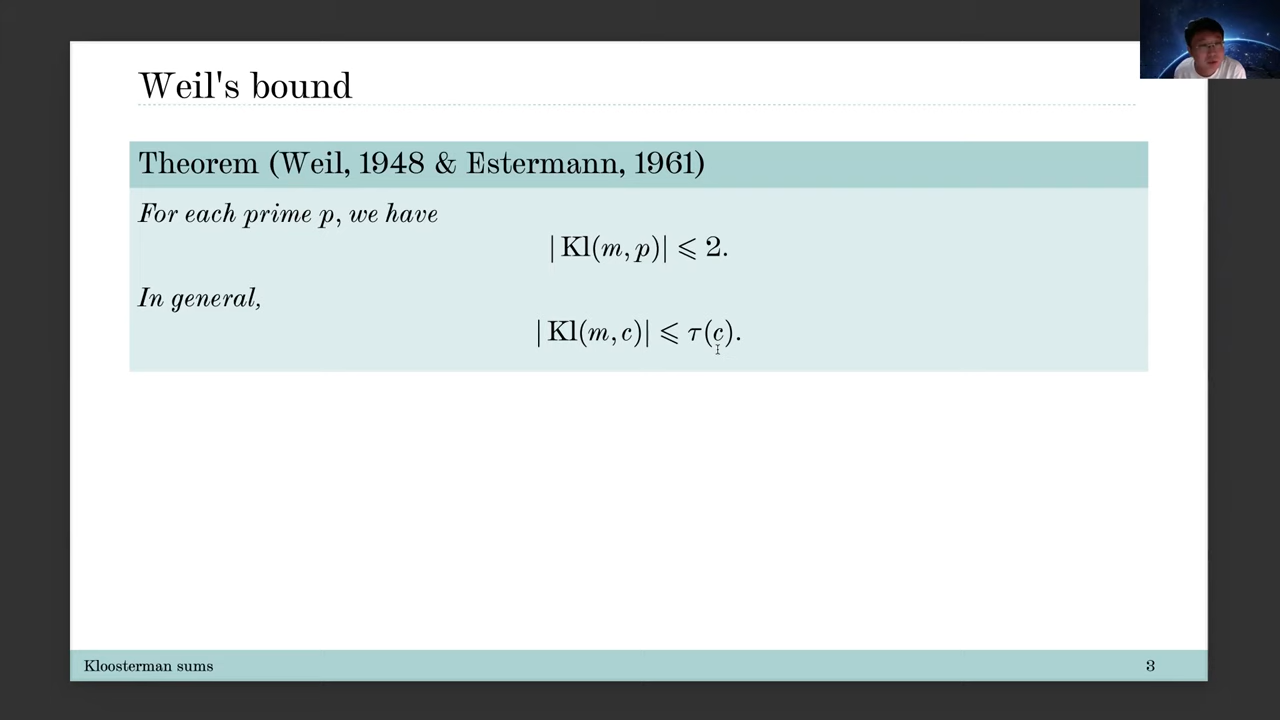 Weil's bound
Theorem (Weil, 1948 & Estermann, 1961)
For each prime p, we have
| Kl(m, p)| ⩽ 2.
In general,
| Kl(m, c)| ⩽ τ(c).
Kloosterman sums 3